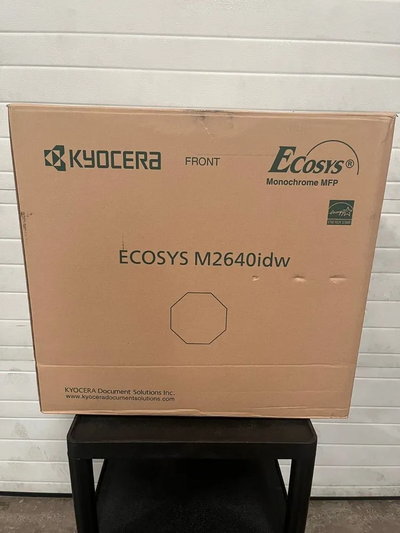 KYOCERA
FRONT
ECOSYS®
Monochrome MFP
ECOSYS M2640idw
KYOCERA Document Solutions Inc.
www.kyoceradocumentsolutions.com